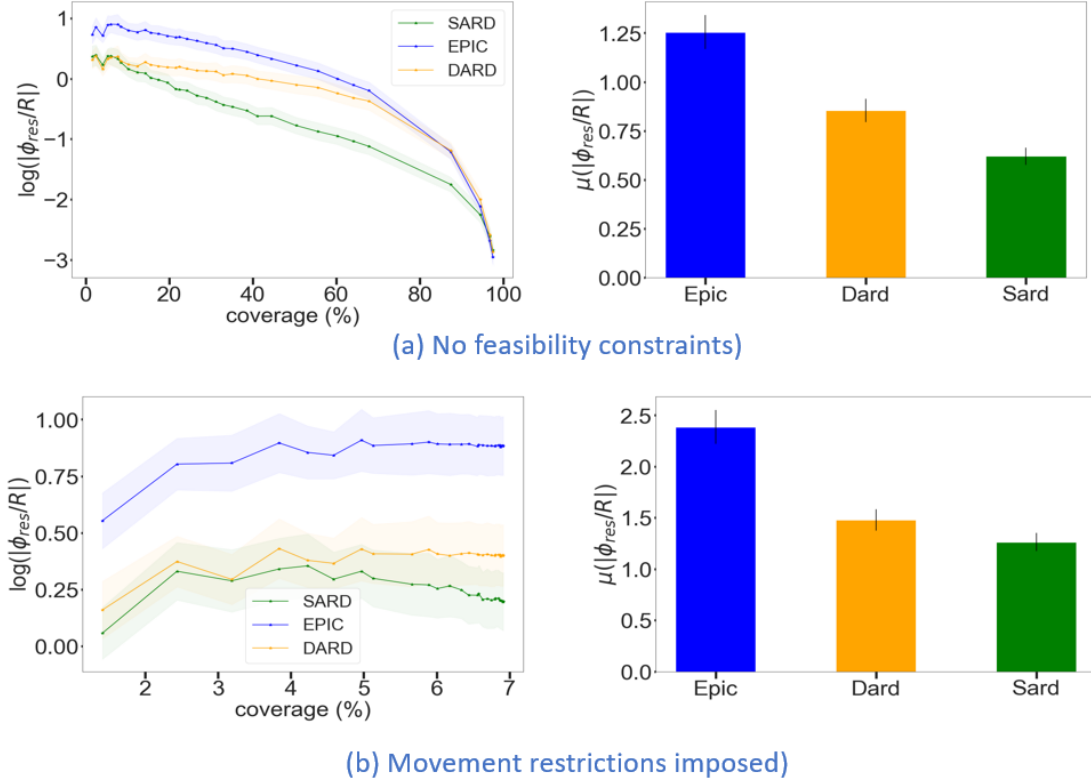 1
0
−1
−2
−3
log(|ϕres/R|)
0
20
40
60
80
100
coverage (%)
SARD
EPIC
DARD
1.25
1.00
0.75
0.50
0.25
0.00
μ(|ϕres/R|)
Epic
Dard
Sard
(a) No feasibility constraints)
1.00
0.75
0.50
0.25
0.00
log(|ϕres/R|)
2
3
4
5
6
7
coverage (%)
SARD
EPIC
DARD
2.5
2.0
1.5
1.0
0.5
0.0
μ(|ϕres/R|)
Epic
Dard
Sard
(b) Movement restrictions imposed)